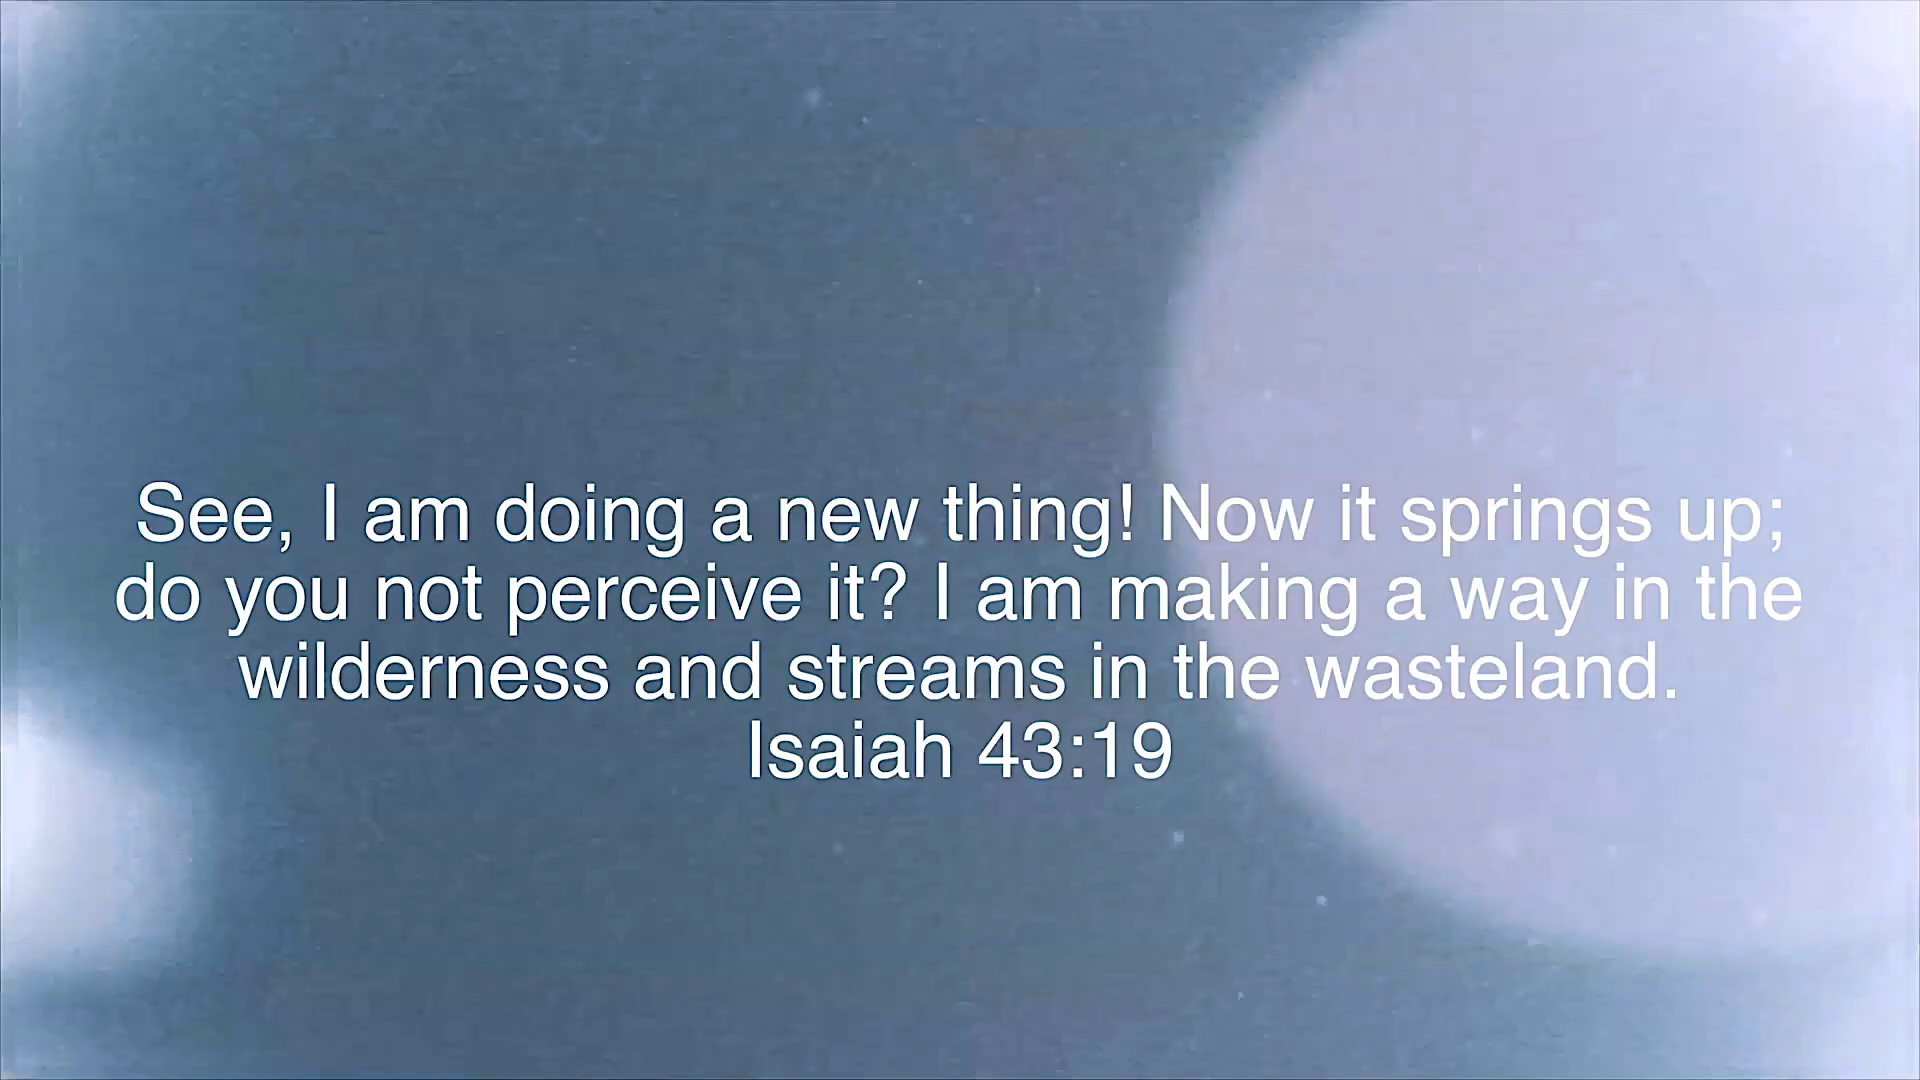 See, I am doing a new thing! Now it springs up;
do you not perceive it? I am making a way in the
wilderness and streams in the wasteland.
Isaiah 43:19